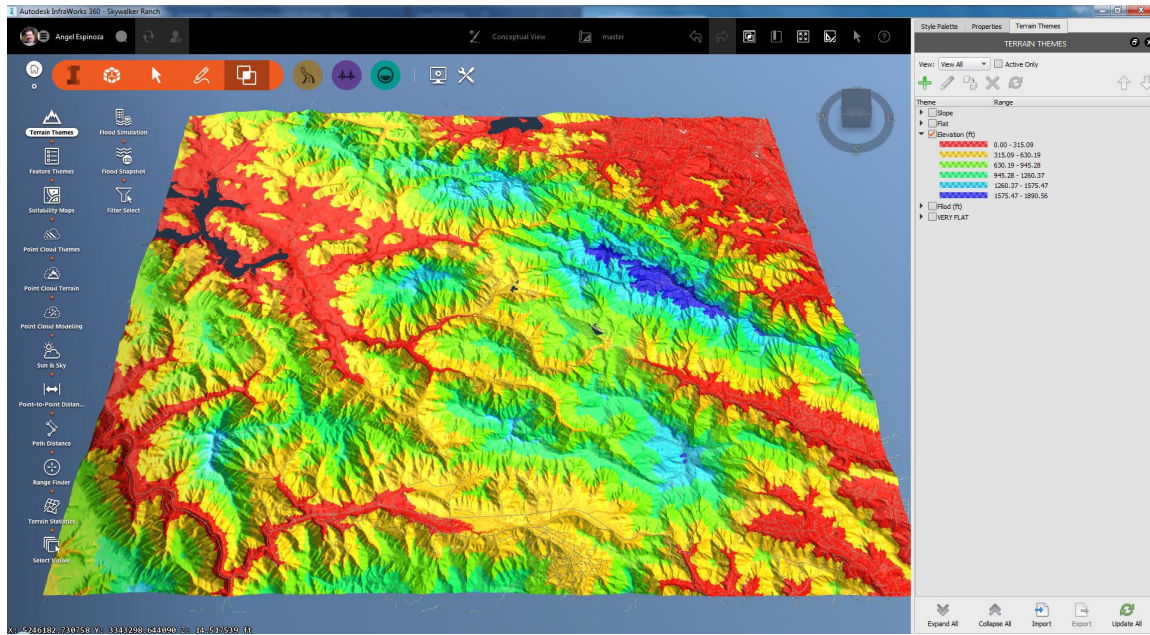 Autodesk InfraWorks 360 - Skywalker Ranch
Angel Espinoza
Conceptual View
master
Terrain Themes
Flood Simulation
Feature Themes
Flood Snapshot
Suitability Maps
Filter Select
Point Cloud Themes
Point Cloud Terrain
Point Cloud Modeling
Sun & Sky
Point-to-Point Distan...
Path Distance
Range Finder
Terrain Statistics
Select Visible
W
E
S
X: 5246182.730758 Y: 3343298.644090 Z: 14.517539 ft
Style Palette Properties Terrain Themes
TERRAIN THEMES
View: View All Active Only
Theme Range
Slope
Flat
Elevation (ft)
0.00 - 315.09
315.09 - 630.19
630.19 - 945.28
945.28 - 1260.37
1260.37 - 1575.47
1575.47 - 1890.56
Fllod (ft)
VERY FLAT
Expand All Collapse All Import Export Update All